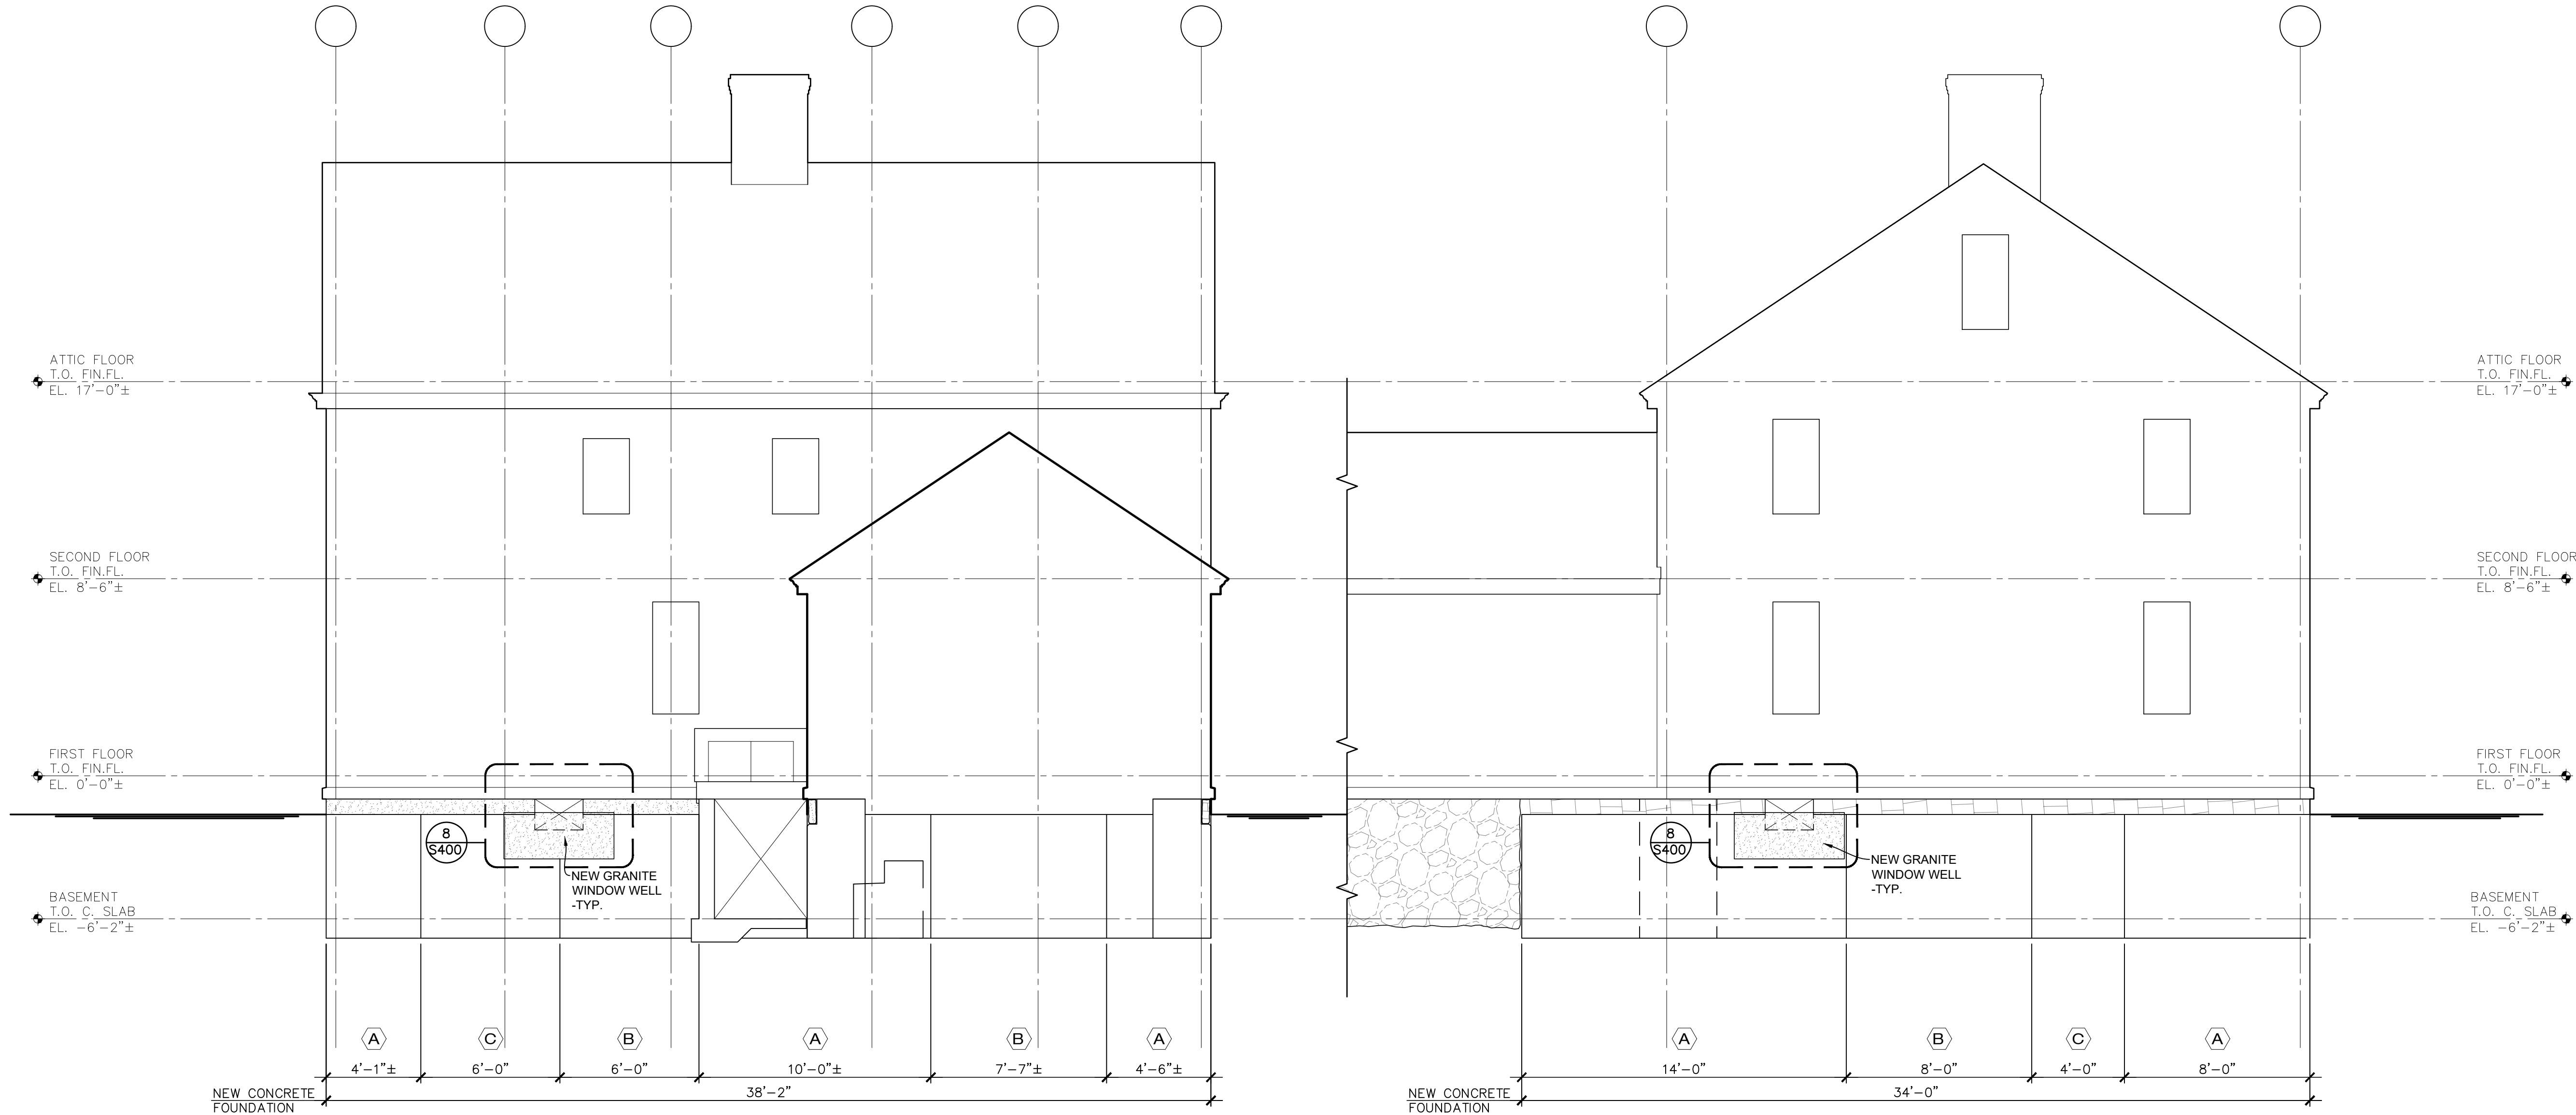 ATTIC FLOOR
T.O. FIN.FL.
EL. 17'-0"±
SECOND FLOOR
T.O. FIN.FL.
EL. 8'-6"±
FIRST FLOOR
T.O. FIN.FL.
EL. 0'-0"±
BASEMENT
T.O. C. SLAB
EL. -6'-2"±
8
S400
NEW GRANITE
WINDOW WELL
-TYP.
A
C
B
A
B
A
4'-1"±
6'-0"
6'-0"
10'-0"±
7'-7"±
4'-6"±
NEW CONCRETE
FOUNDATION
38'-2"
8
S400
NEW GRANITE
WINDOW WELL
-TYP.
A
B
C
A
14'-0"
8'-0"
4'-0"
8'-0"
NEW CONCRETE
FOUNDATION
34'-0"
ATTIC FLOOR
T.O. FIN.FL.
EL. 17'-0"±
SECOND FLOOR
T.O. FIN.FL.
EL. 8'-6"±
FIRST FLOOR
T.O. FIN.FL.
EL. 0'-0"±
BASEMENT
T.O. C. SLAB
EL. -6'-2"±